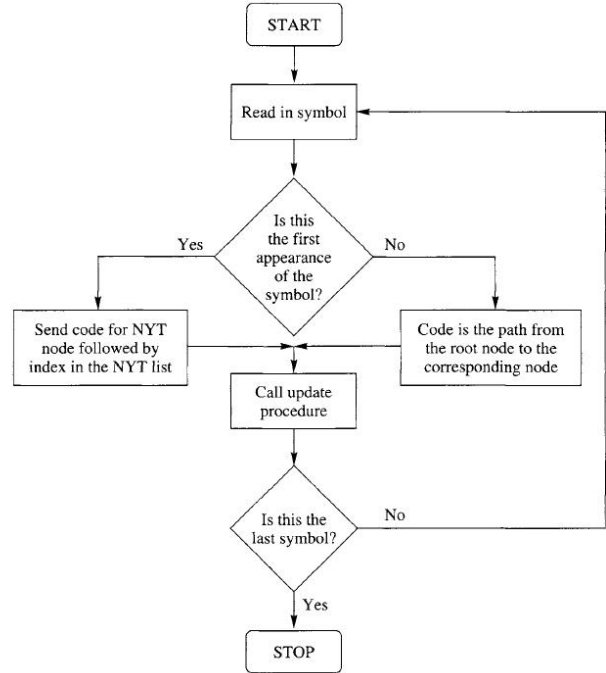 START
Read in symbol
Is this
the first
appearance
of the
symbol?
Yes
No
Send code for NYT
node followed by
index in the NYT list
Code is the path from
the root node to the
corresponding node
Call update
procedure
Is this the
last symbol?
No
Yes
STOP